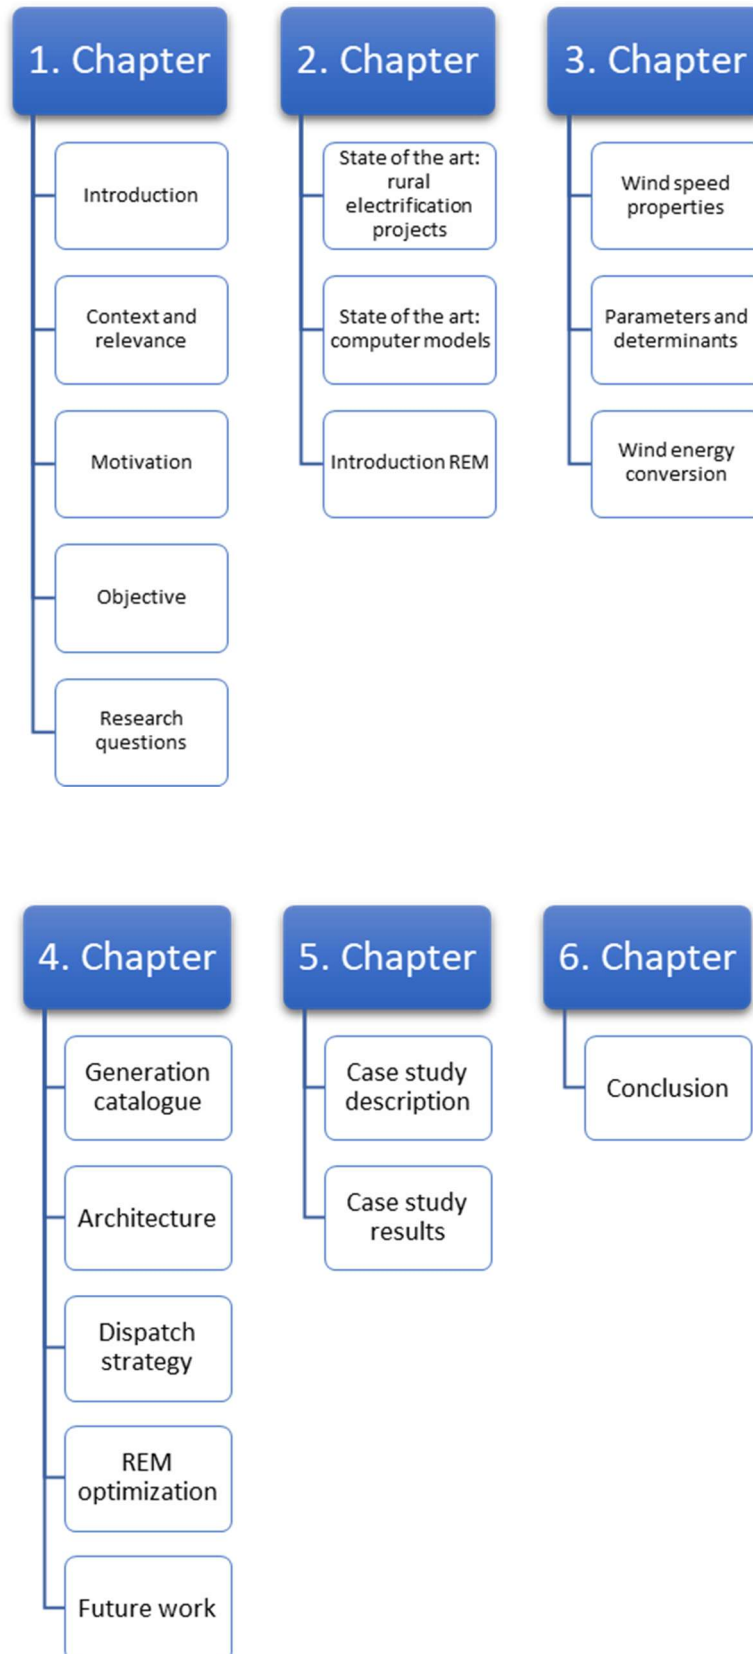 1. Chapter
Introduction
Context and
relevance
Motivation
Objective
Research
questions
2. Chapter
State of the art:
rural
electrification
projects
State of the art:
computer models
Introduction REM
3. Chapter
Wind speed
properties
Parameters and
determinants
Wind energy
conversion
4. Chapter
Generation
catalogue
Architecture
Dispatch
strategy
REM
optimization
Future work
5. Chapter
Case study
description
Case study
results
6. Chapter
Conclusion